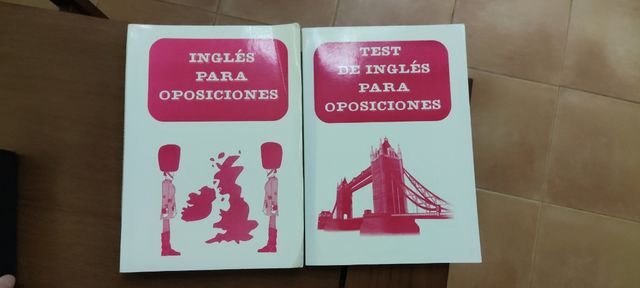 INGLÉS
PARA
OPOSICIONES
TEST
DE INGLÉS
PARA
OPOSICIONES